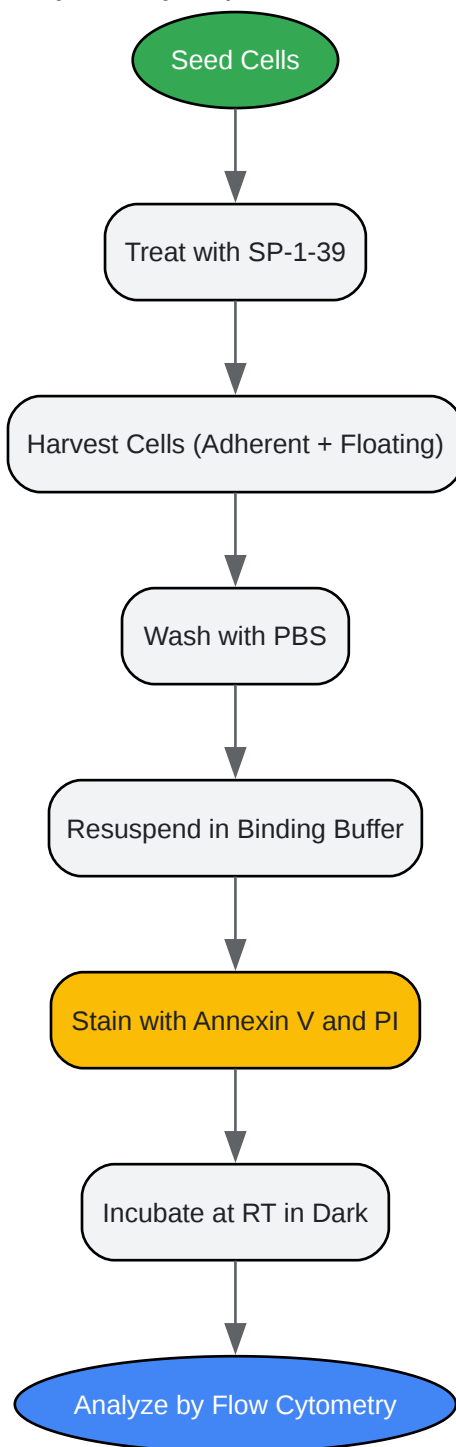 Seed Cells
Treat with SP-1-39
Harvest Cells (Adherent + Floating)
Wash with PBS
Resuspend in Binding Buffer
Stain with Annexin V and PI
Incubate at RT in Dark
Analyze by Flow Cytometry